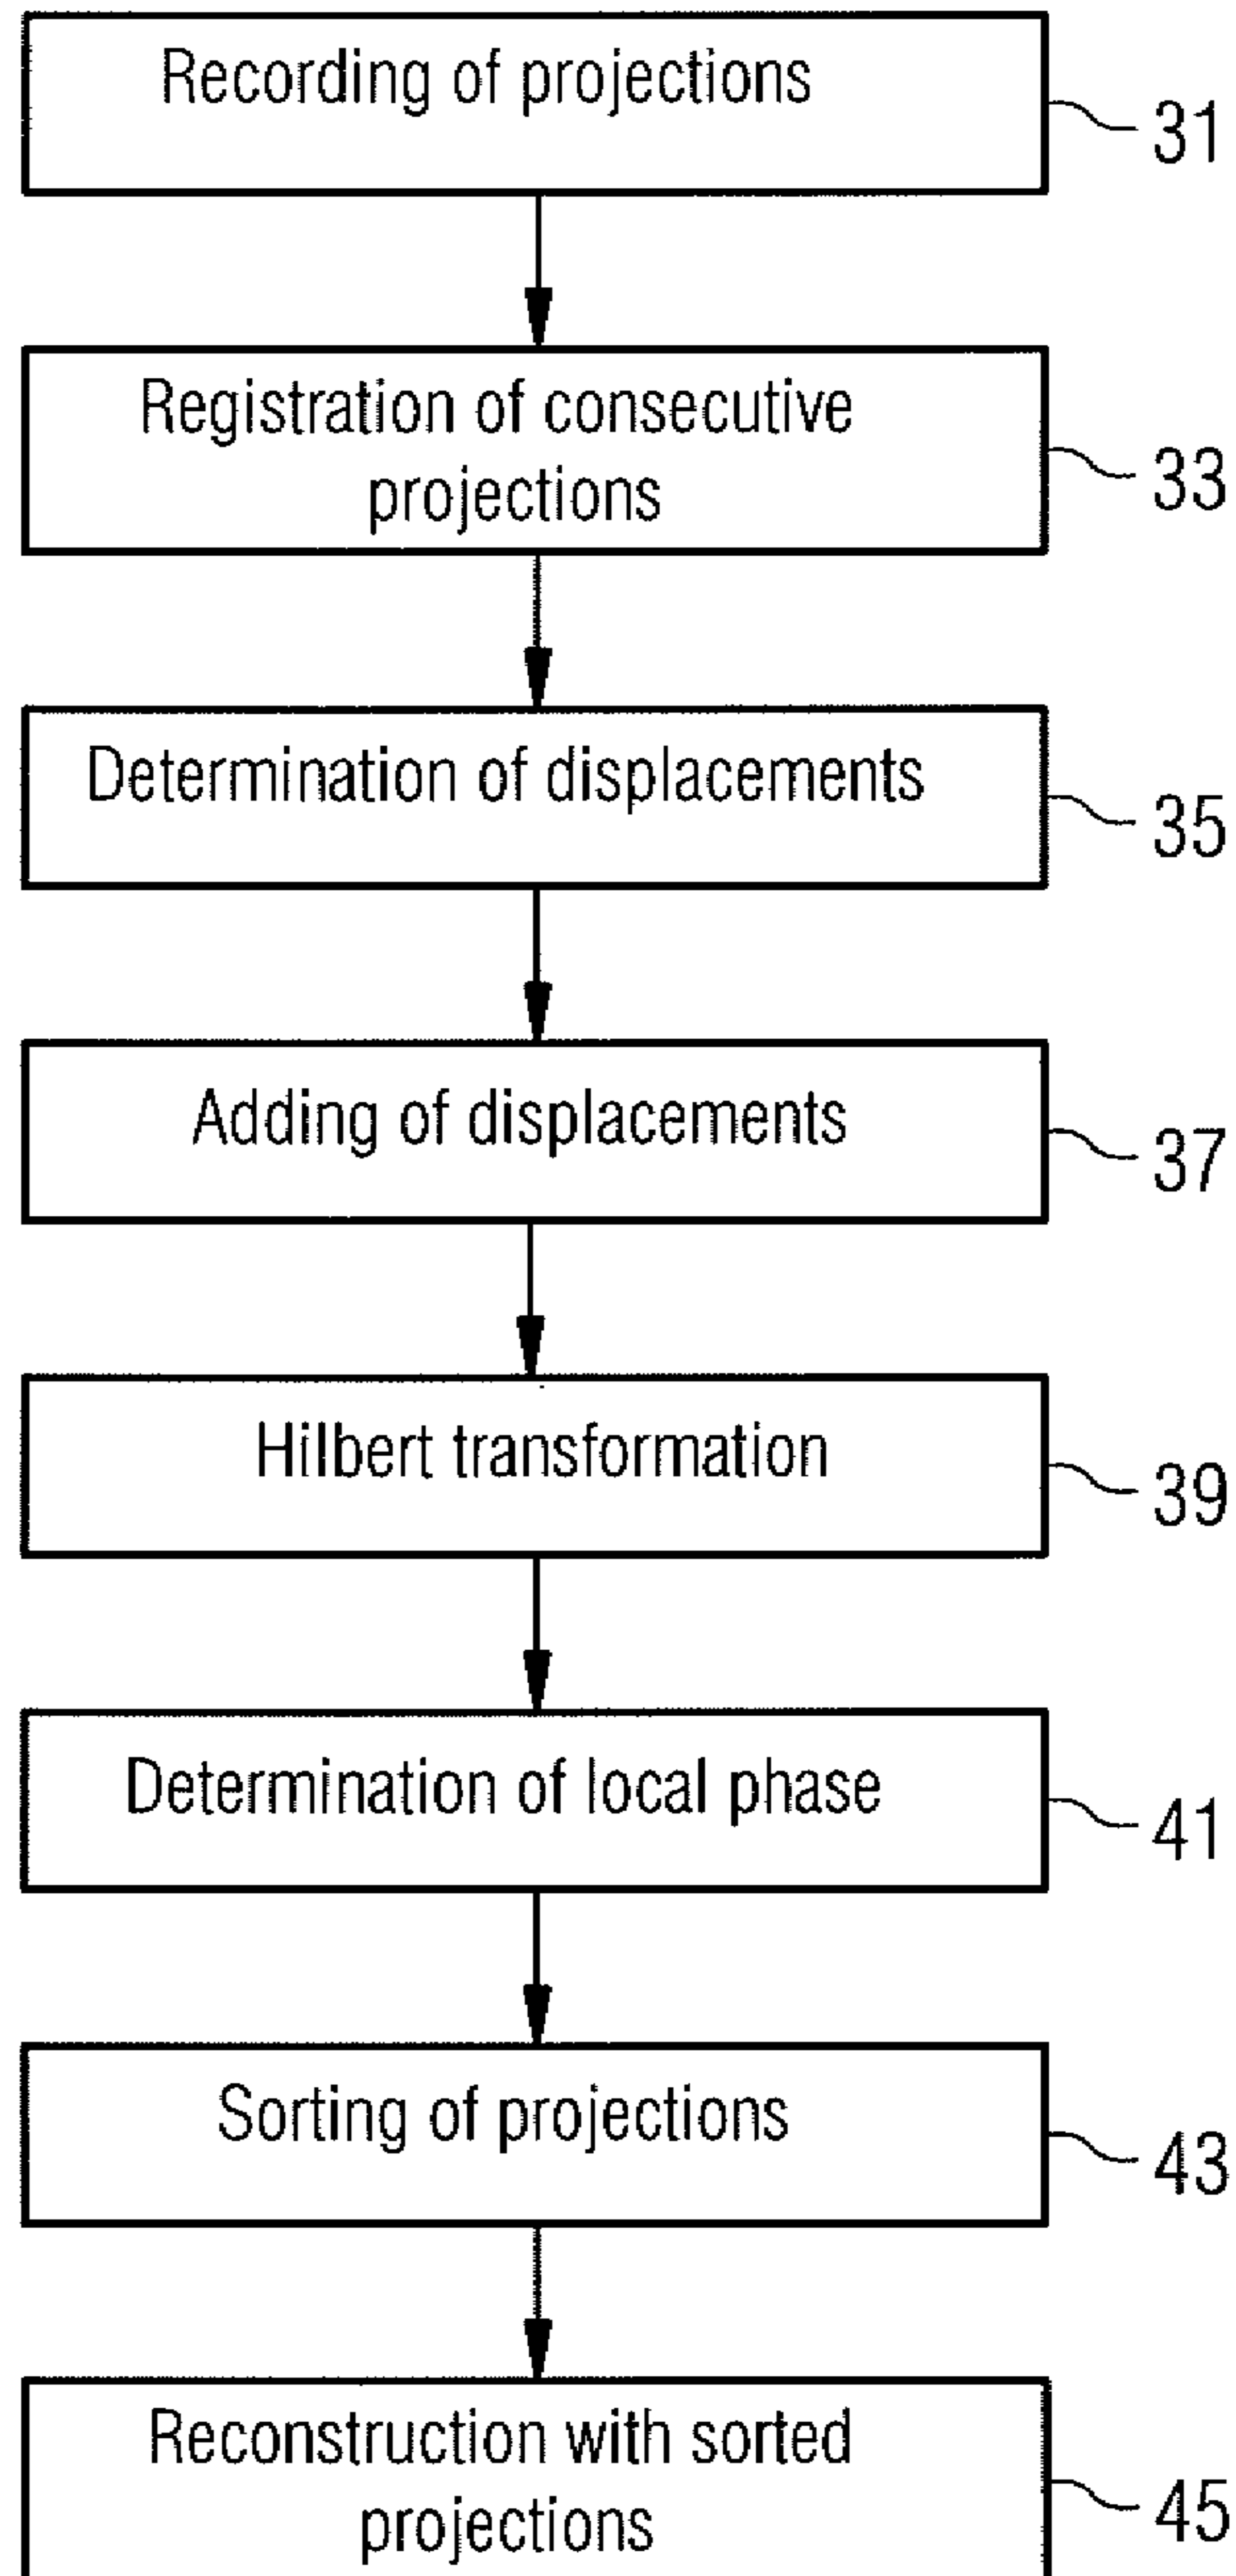 Recording of projections
31
Registration of consecutive
projections
33
Determination of displacements
35
Adding of displacements
37
Hilbert transformation
39
Determination of local phase
41
Sorting of projections
43
Reconstruction with sorted
projections
45